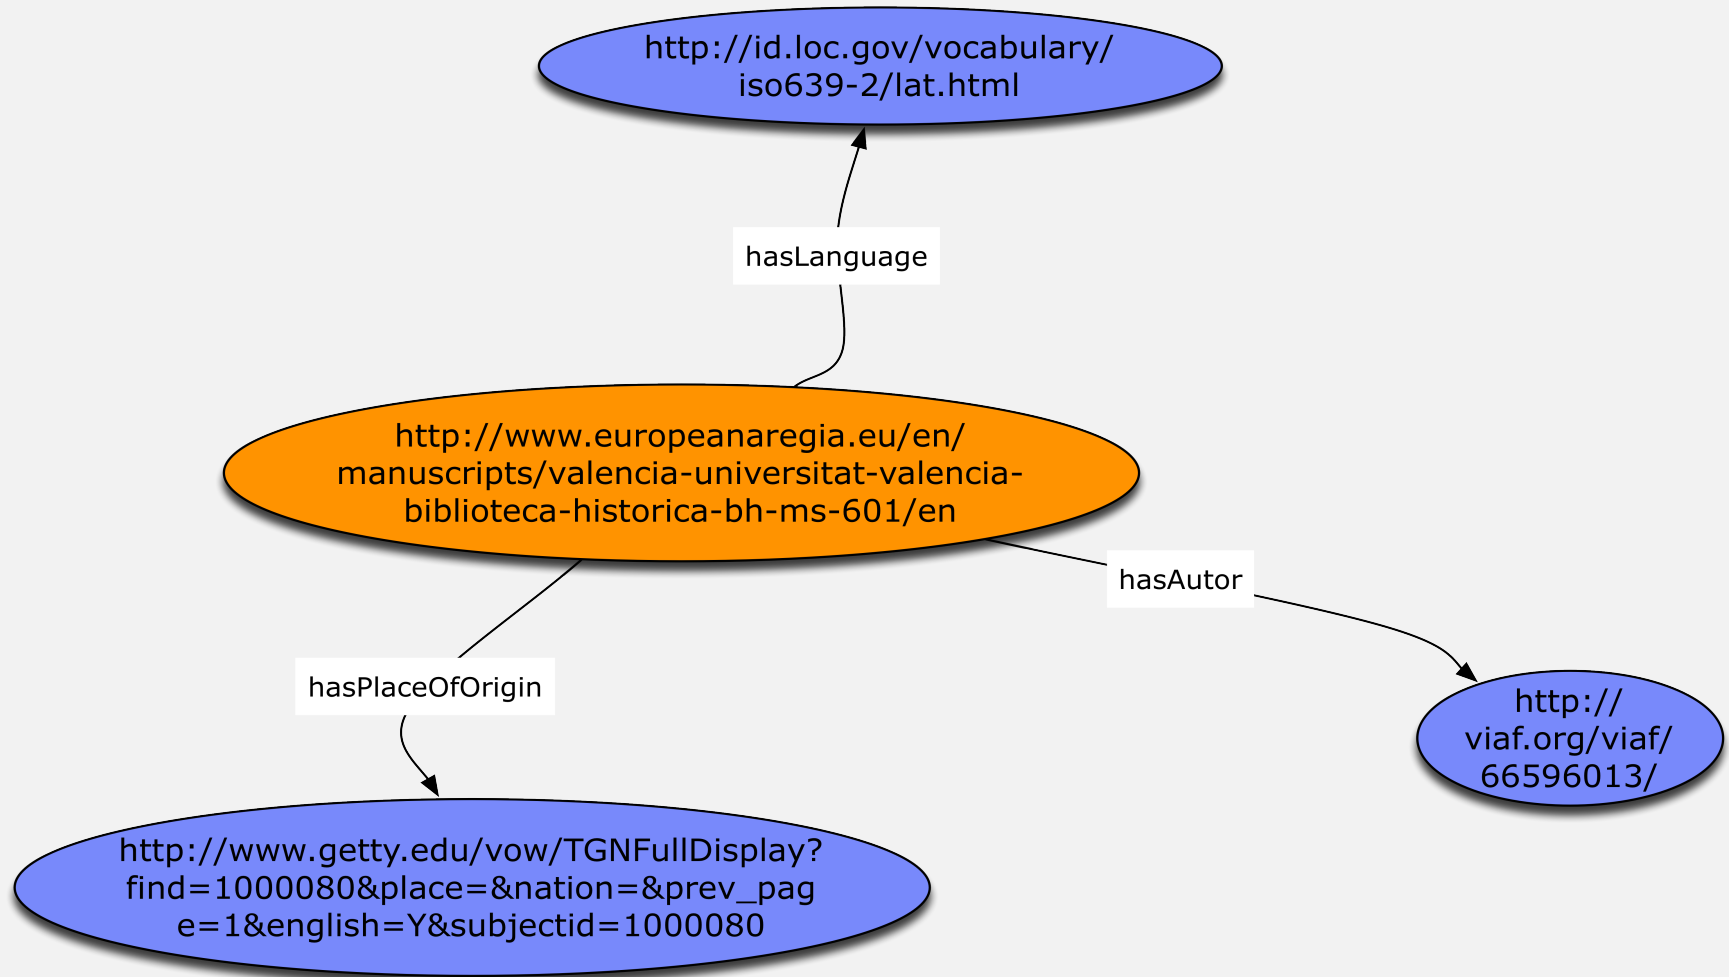 http://id.loc.gov/vocabulary/
iso639-2/lat.html
hasLanguage
http://www.europeanaregia.eu/en/
manuscripts/valencia-universitat-valencia-
biblioteca-historica-bh-ms-601/en
hasAutor
hasPlaceOfOrigin
http://
viaf.org/viaf/
66596013/
http://www.getty.edu/vow/TGNFullDisplay?
find=1000080&place=&nation=&prev_pag
e=1&english=Y&subjectid=1000080